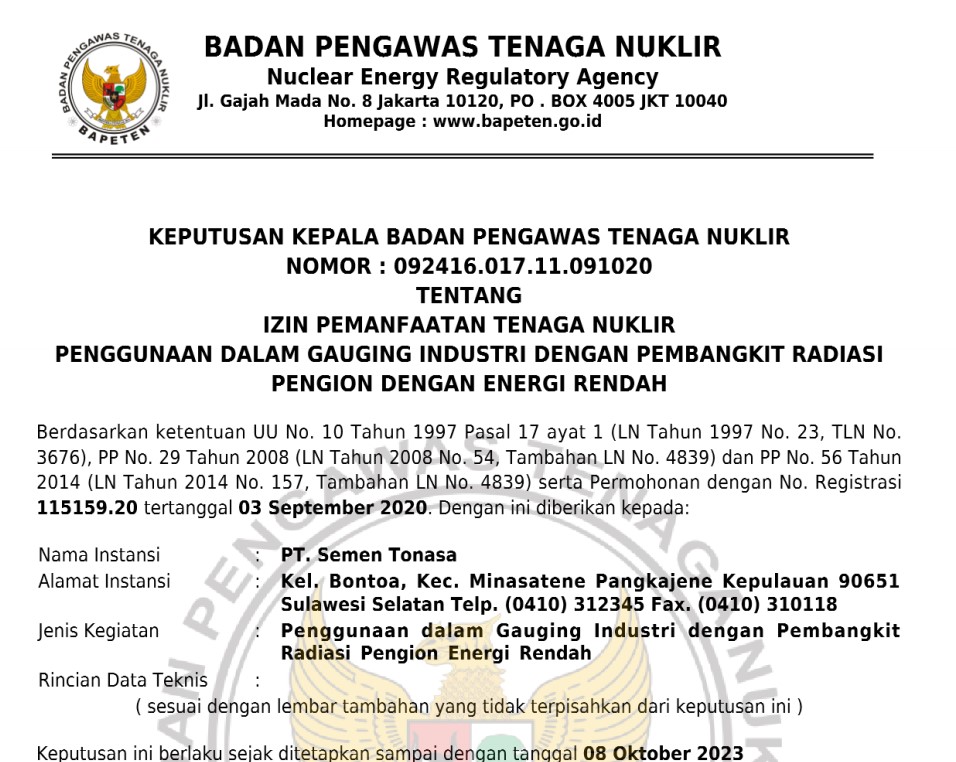 BADAN PENGAWAS TENAGA NUKLIR
BAPETEN
BADAN PENGAWAS TENAGA NUKLIR
Nuclear Energy Regulatory Agency
Jl. Gajah Mada No. 8 Jakarta 10120, PO . BOX 4005 JKT 10040
Homepage : www.bapeten.go.id
KEPUTUSAN KEPALA BADAN PENGAWAS TENAGA NUKLIR
NOMOR : 092416.017.11.091020
TENTANG
IZIN PEMANFAATAN TENAGA NUKLIR
PENGGUNAAN DALAM GAUGING INDUSTRI DENGAN PEMBANGKIT RADIASI
PENGION DENGAN ENERGI RENDAH
Berdasarkan ketentuan UU No. 10 Tahun 1997 Pasal 17 ayat 1 (LN Tahun 1997 No. 23, TLN No.
3676), PP No. 29 Tahun 2008 (LN Tahun 2008 No. 54, Tambahan LN No. 4839) dan PP No. 56 Tahun
2014 (LN Tahun 2014 No. 157, Tambahan LN No. 4839) serta Permohonan dengan No. Registrasi
115159.20 tertanggal 03 September 2020. Dengan ini diberikan kepada:
Nama Instansi : PT. Semen Tonasa
Alamat Instansi : Kel. Bontoa, Kec. Minasatene Pangkajene Kepulauan 90651
Sulawesi Selatan Telp. (0410) 312345 Fax. (0410) 310118
Jenis Kegiatan : Penggunaan dalam Gauging Industri dengan Pembangkit
Radiasi Pengion Energi Rendah
Rincian Data Teknis :
( sesuai dengan lembar tambahan yang tidak terpisahkan dari keputusan ini )
Keputusan ini berlaku sejak ditetapkan sampai dengan tanggal 08 Oktober 2023